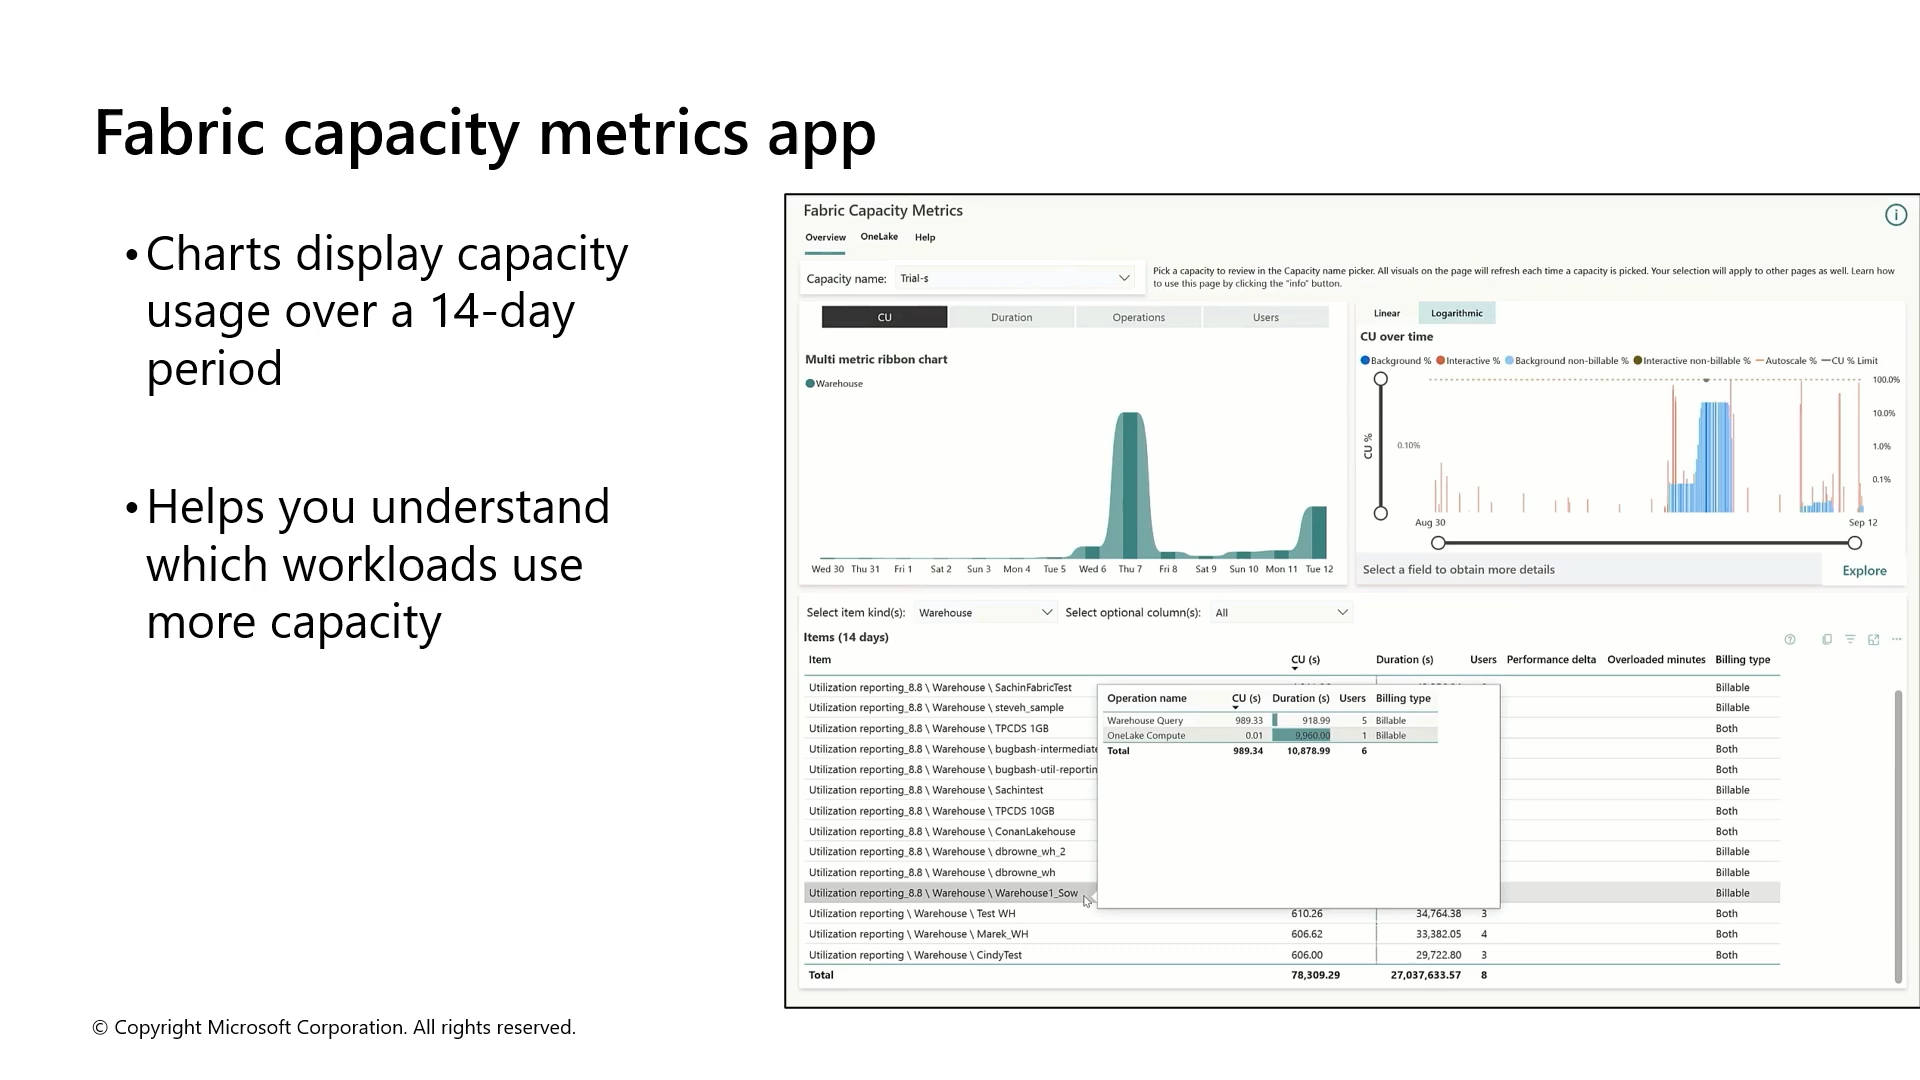 Fabric capacity metrics app
•Charts display capacity
usage over a 14-day
period
•Helps you understand
which workloads use
more capacity
© Copyright Microsoft Corporation. All rights reserved.
Fabric Capacity Metrics
Overview OneLake Help
Capacity name: Trial-s
Pick a capacity to review in the Capacity name picker. All visuals on the page will refresh each time a capacity is picked. Your selection will apply to other pages as well. Learn how
to use this page by clicking the "info" button.
CU Duration Operations Users
Multi metric ribbon chart
Warehouse
Wed 30 Thu 31 Fri 1 Sat 2 Sun 3 Mon 4 Tue 5 Wed 6 Thu 7 Fri 8 Sat 9 Sun 10 Mon 11 Tue 12
Linear Logarithmic
CU over time
Background % Interactive % Background non-billable % Interactive non-billable % Autoscale % CU % Limit
100.0%
10.0%
CU % 0.10% 1.0%
0.1%
Aug 30 Sep 12
Select a field to obtain more details Explore
Select item kind(s): Warehouse Select optional column(s): All
Items (14 days)
Item CU (s) Duration (s) Users Performance delta Overloaded minutes Billing type
Utilization reporting_8.8 \ Warehouse \ SachinFabricTest Billable
Utilization reporting_8.8 \ Warehouse \ steveh_sample Billable
Utilization reporting_8.8 \ Warehouse \ TPCDS 1GB Both
Utilization reporting_8.8 \ Warehouse \ bugbash-intermediate Both
Utilization reporting_8.8 \ Warehouse \ bugbash-util-reportin Both
Utilization reporting_8.8 \ Warehouse \ Sachintest Billable
Utilization reporting_8.8 \ Warehouse \ TPCDS 10GB Both
Utilization reporting_8.8 \ Warehouse \ ConanLakehouse Both
Utilization reporting_8.8 \ Warehouse \ dbrowne_wh_2 Billable
Utilization reporting_8.8 \ Warehouse \ dbrowne_wh Billable
Utilization reporting_8.8 \ Warehouse \ Warehouse1_Sow Billable
Utilization reporting \ Warehouse \ Test WH 610.26 34,764.38 3 Both
Utilization reporting \ Warehouse \ Marek_WH 606.62 33,382.05 4 Both
Utilization reporting \ Warehouse \ CindyTest 606.00 29,722.80 3 Both
Total 78,309.29 27,037,633.57 8
Operation name CU (s) Duration (s) Users Billing type
Warehouse Query 989.33 918.99 5 Billable
OneLake Compute 0.01 9,960.00 1 Billable
Total 989.34 10,878.99 6